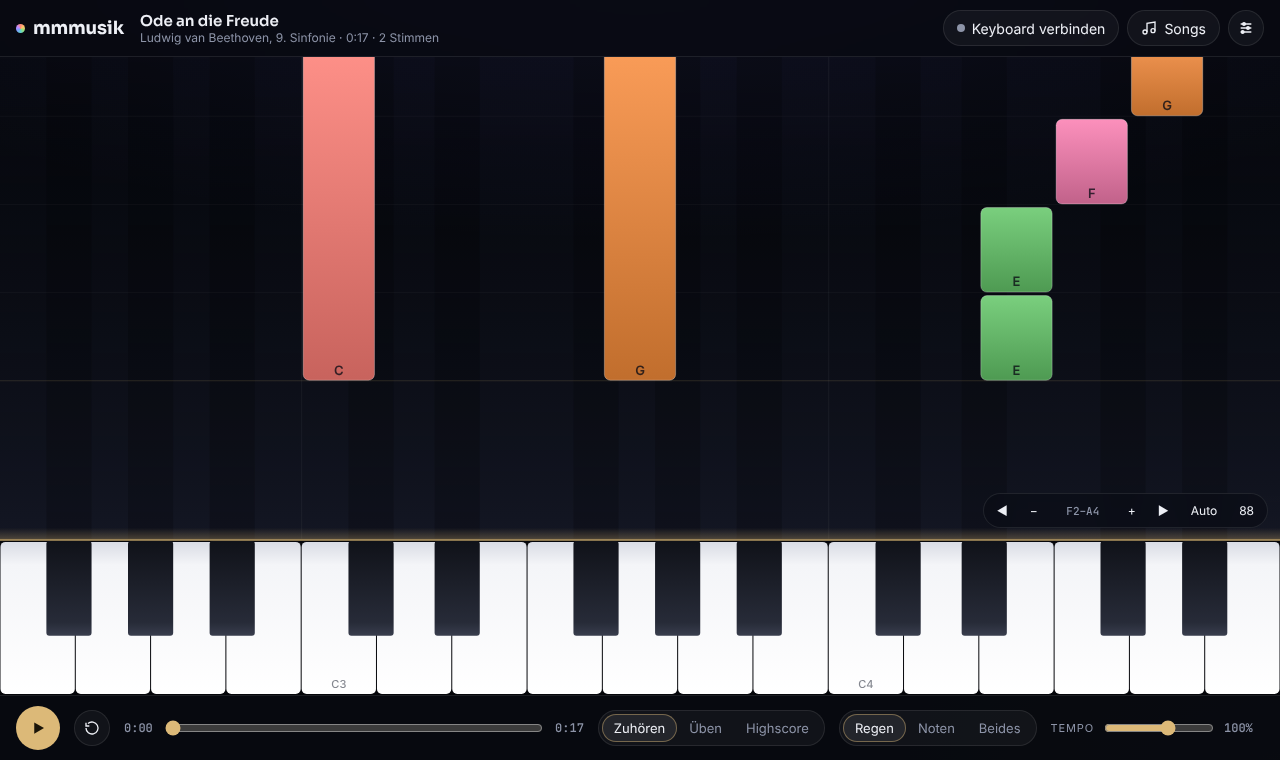 mmmusik
Ode an die Freude
Ludwig van Beethoven, 9. Sinfonie · 0:17 · 2 Stimmen
Keyboard verbinden
Songs
G
F
E
C
G
E
− F2–A4 + Auto 88
C3
C4
0:00
0:17
Zuhören Üben Highscore
Regen Noten Beides
TEMPO
100%